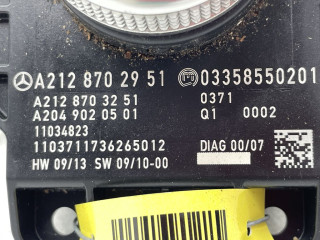 A212 870 29 51 03358550201
A212 870 32 51 0371
A204 902 05 01 Q1 0002
11034823
1103711736265012 DIAG 00/07
HW 09/13 SW 09/10-00